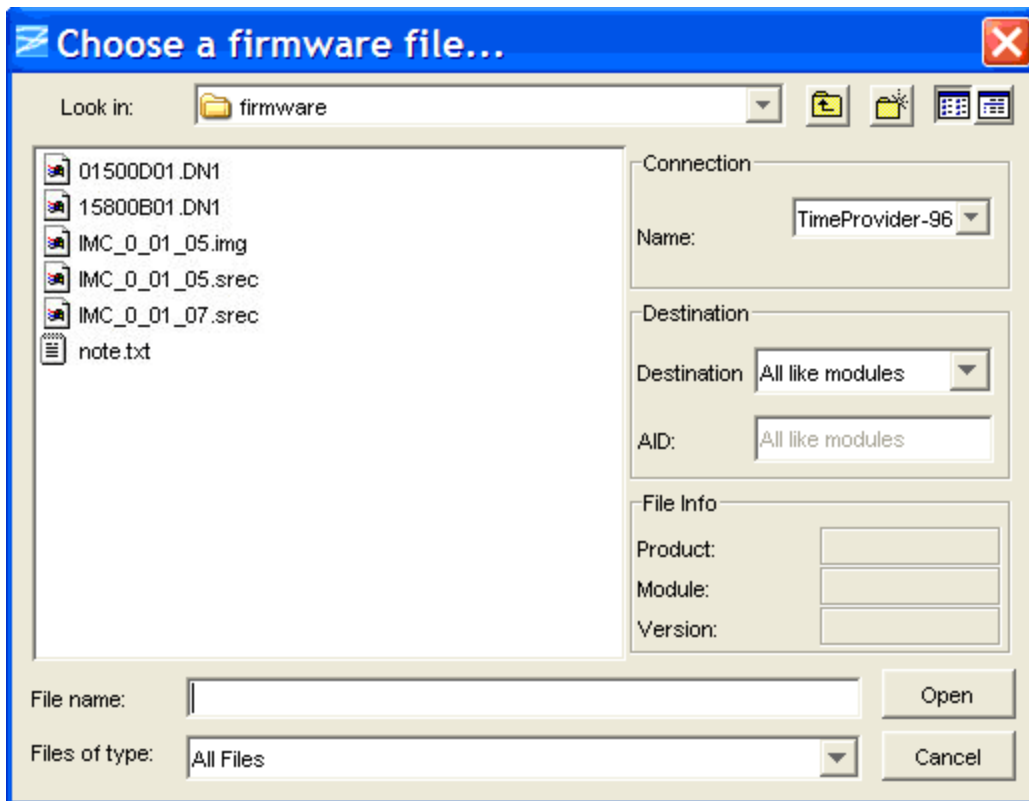 Choose a firmware file...
Look in: firmware
01500D01.DN1
15800B01.DN1
IMC_0_01_05.img
IMC_0_01_05.srec
IMC_0_01_07.srec
note.txt
Connection
Name: TimeProvider-96
Destination
Destination All like modules
AID: All like modules
File Info
Product:
Module:
Version:
File name: Open
Files of type: All Files Cancel